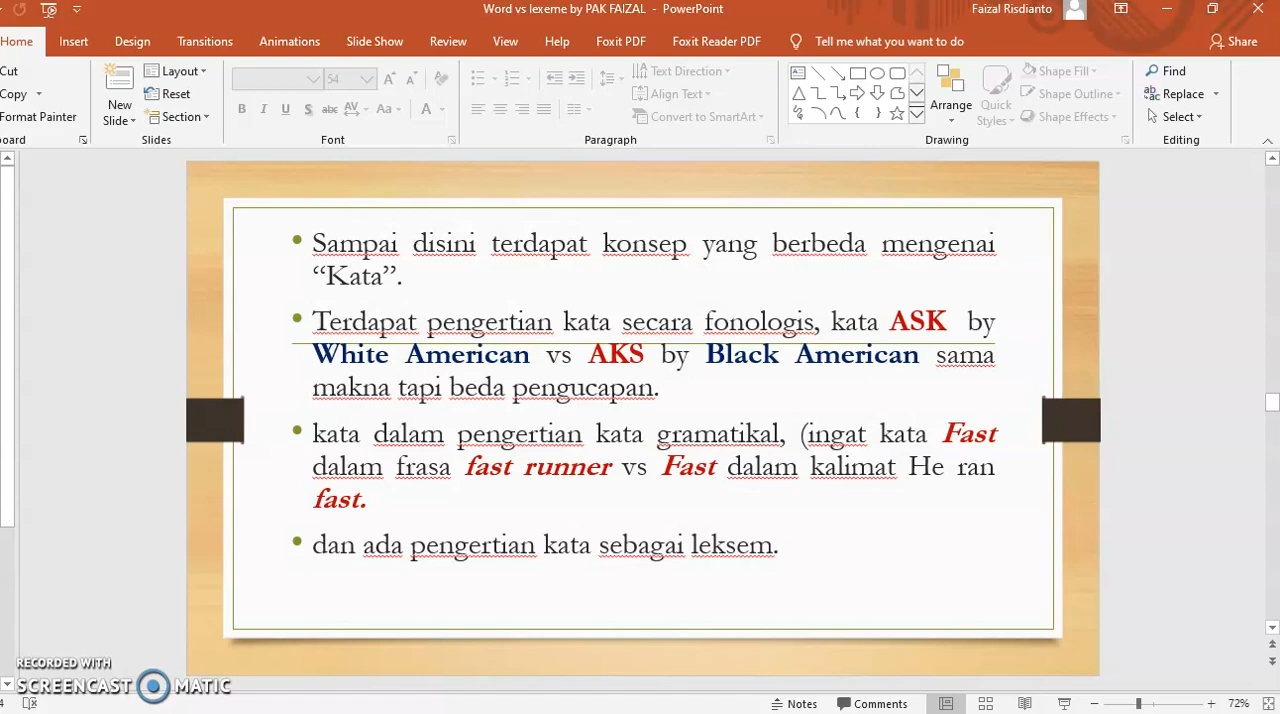 Word vs lexeme by PAK FAIZAL - PowerPoint
Faizal Risdianto
Home Insert Design Transitions Animations Slide Show Review View Help Foxit PDF Foxit Reader PDF Tell me what you want to do Share
Cut
Copy
Format Painter
New Slide
Layout
Reset
Section
Slides
54
Font
Text Direction
Align Text
Convert to SmartArt
Paragraph
Arrange
Quick Styles
Shape Fill
Shape Outline
Shape Effects
Drawing
Find
Replace
Select
Editing
• Sampai disini terdapat konsep yang berbeda mengenai
“Kata”.
• Terdapat pengertian kata secara fonologis, kata ASK by
White American vs AKS by Black American sama
makna tapi beda pengucapan.
• kata dalam pengertian kata gramatikal, (ingat kata Fast
dalam frasa fast runner vs Fast dalam kalimat He ran
fast.
• dan ada pengertian kata sebagai leksem.
RECORDED WITH
SCREENCAST MATIC
Notes Comments 72%